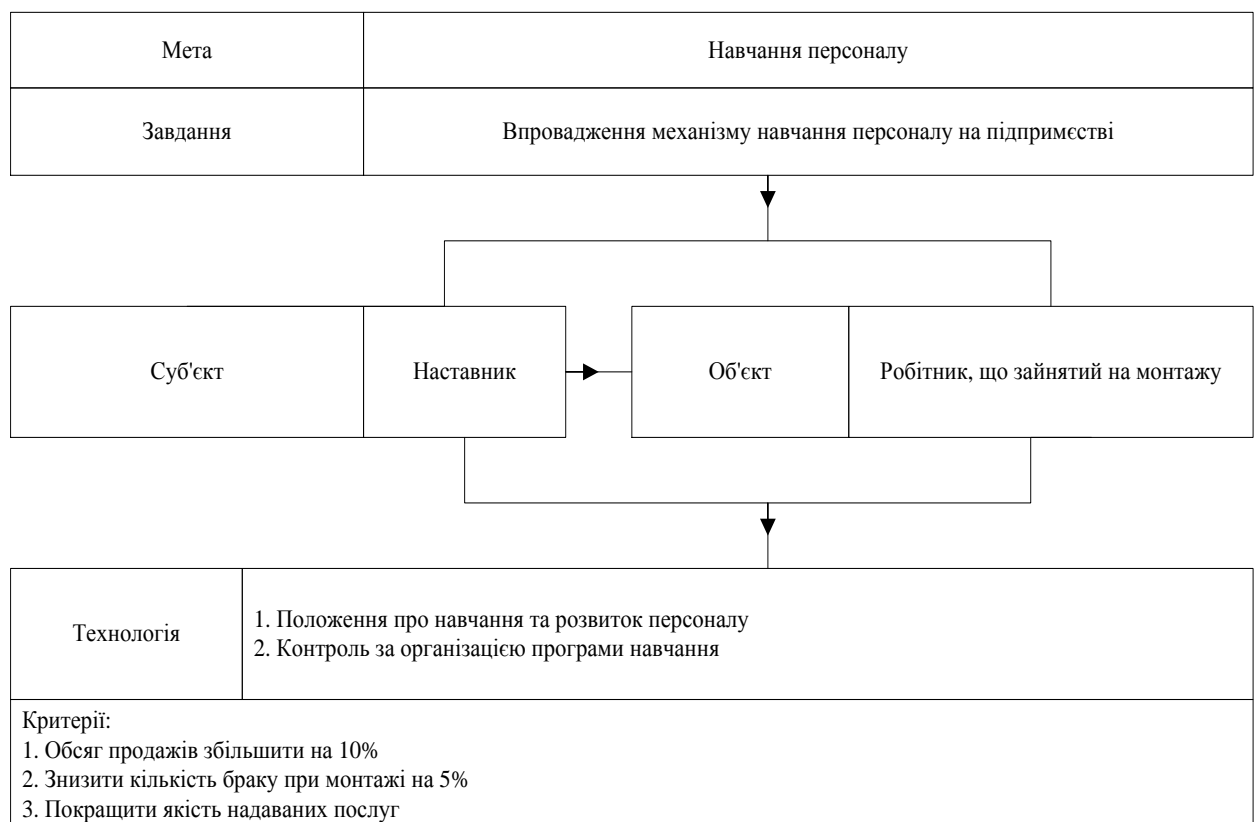 Мета
Навчання персоналу
Завдання
Впровадження механізму навчання персоналу на підпримєстві
Суб'єкт
Наставник
Об'єкт
Робітник, що зайнятий на монтажу
Технологія
1. Положення про навчання та розвиток персоналу
2. Контроль за організацією програми навчання
Критерії:
1. Обсяг продажів збільшити на 10%
2. Знизити кількість браку при монтажі на 5%
3. Покращити якість надаваних послуг